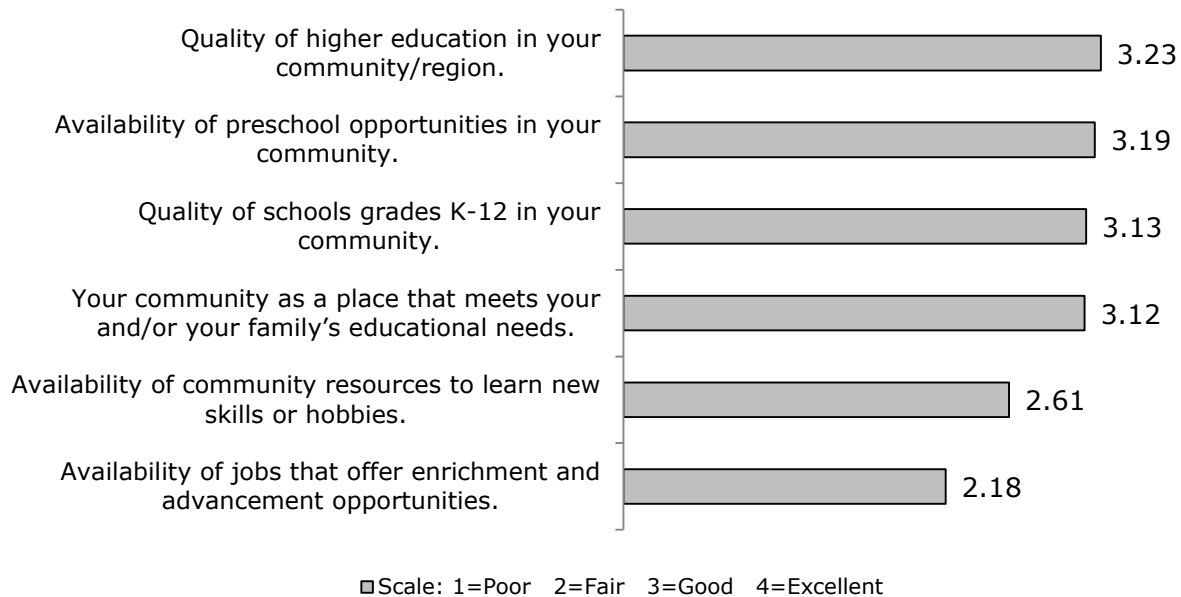 Quality of higher education in your
community/region.
3.23
Availability of preschool opportunities in your
community.
3.19
Quality of schools grades K-12 in your
community.
3.13
Your community as a place that meets your
and/or your family’s educational needs.
3.12
Availability of community resources to learn new
skills or hobbies.
2.61
Availability of jobs that offer enrichment and
advancement opportunities.
2.18
Scale: 1=Poor 2=Fair 3=Good 4=Excellent